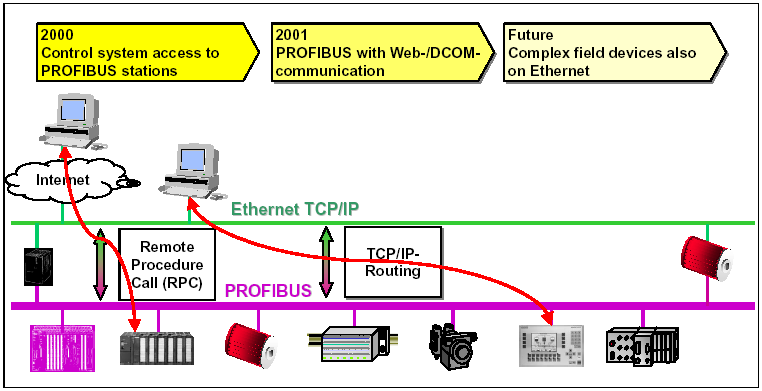 2000
Control system access to
PROFIBUS stations
2001
PROFIBUS with Web-/DCOM-
communication
Future
Complex field devices also
on Ethernet
Internet
Ethernet TCP/IP
Remote
Procedure
Call (RPC)
TCP/IP-
Routing
PROFIBUS